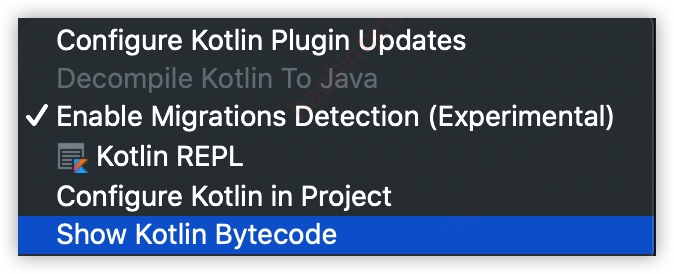 Configure Kotlin Plugin Updates
Decompile Kotlin To Java
Enable Migrations Detection (Experimental)
Kotlin REPL
Configure Kotlin in Project
Show Kotlin Bytecode